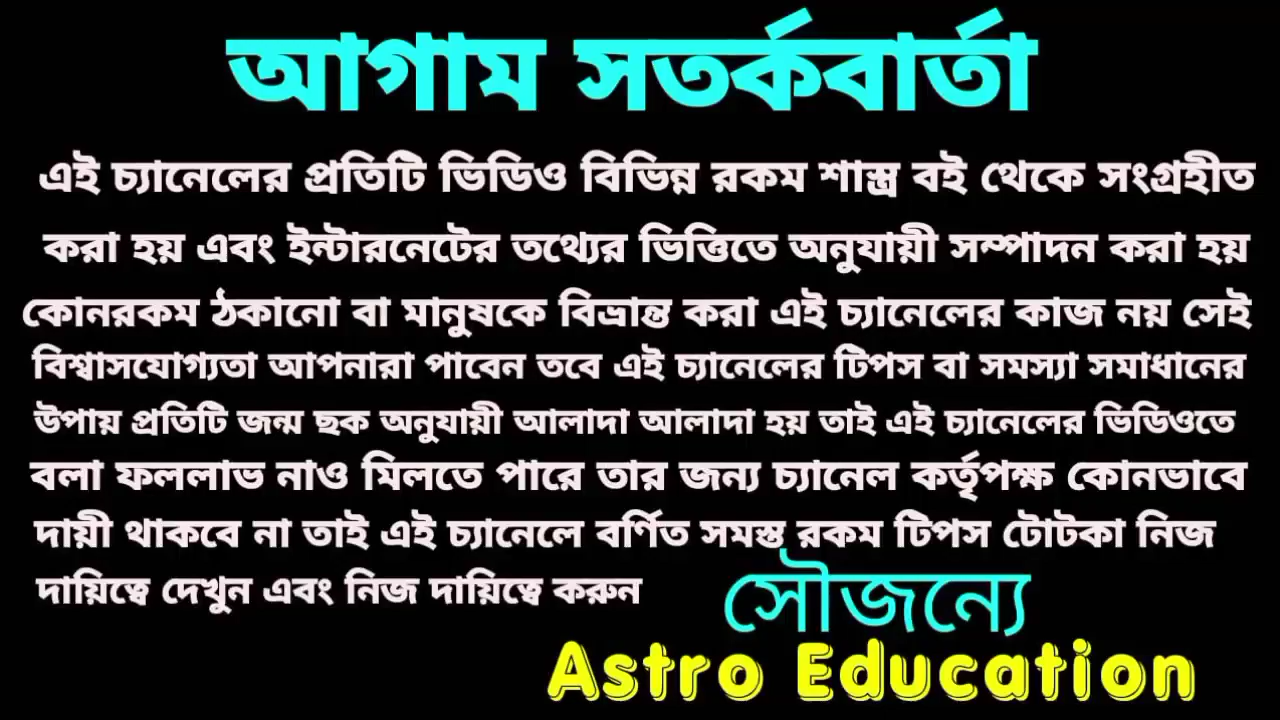 আগাম সতর্কবার্তা
এই চ্যানেলের প্রতিটি ভিডিও বিভিন্ন রকম শাস্ত্র বই থেকে সংগ্রহীত
করা হয় এবং ইন্টারনেটের তথ্যের ভিত্তিতে অনুযায়ী সম্পাদন করা হয়
কোনরকম ঠকানো বা মানুষকে বিভ্রান্ত করা এই চ্যানেলের কাজ নয় সেই
বিশ্বাসযোগ্যতা আপনারা পাবেন তবে এই চ্যানেলের টিপস বা সমস্যা সমাধানের
উপায় প্রতিটি জন্ম ছক অনুযায়ী আলাদা আলাদা হয় তাই এই চ্যানেলের ভিডিওতে
বলা ফললাভ নাও মিলতে পারে তার জন্য চ্যানেল কর্তৃপক্ষ কোনভাবে
দায়ী থাকবে না তাই এই চ্যানেলে বর্ণিত সমস্ত রকম টিপস টোটকা নিজ
দায়িত্বে দেখুন এবং নিজ দায়িত্বে করুন
সৌজন্যে
Astro Education